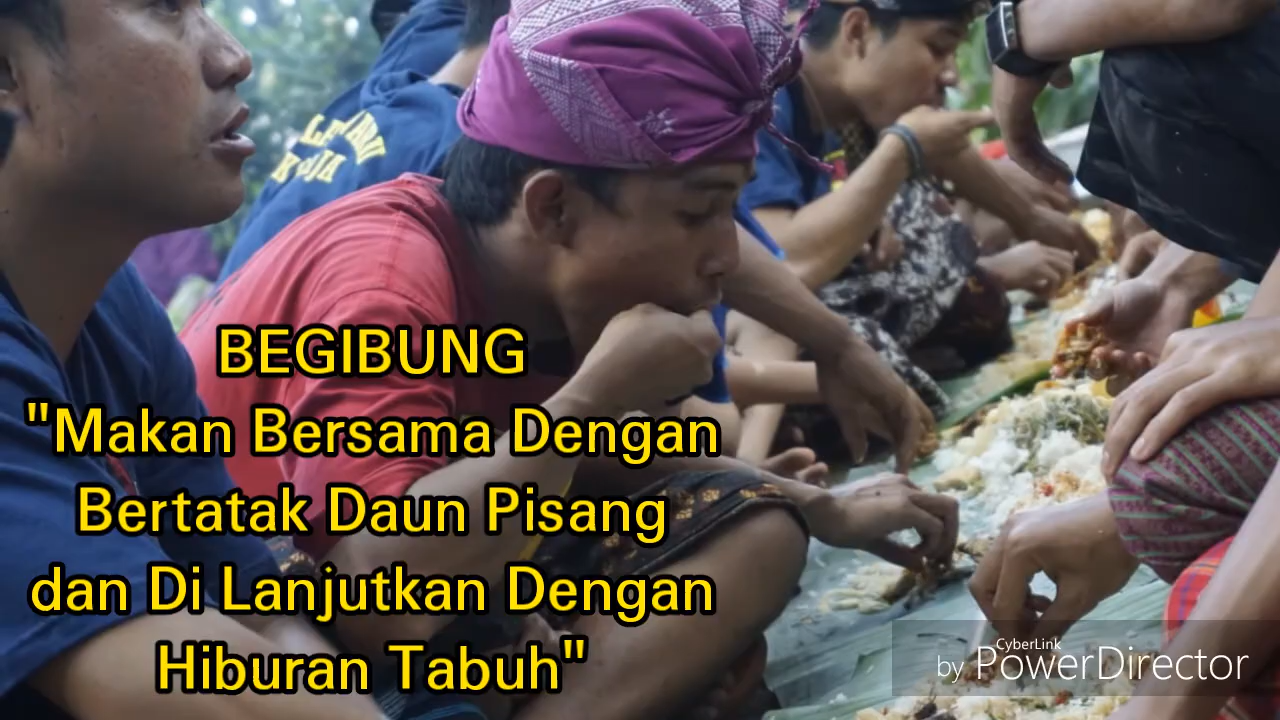 BEGIBUNG
"Makan Bersama Dengan
Bertatak Daun Pisang
dan Di Lanjutkan Dengan
Hiburan Tabuh"
CyberLink
by PowerDirector